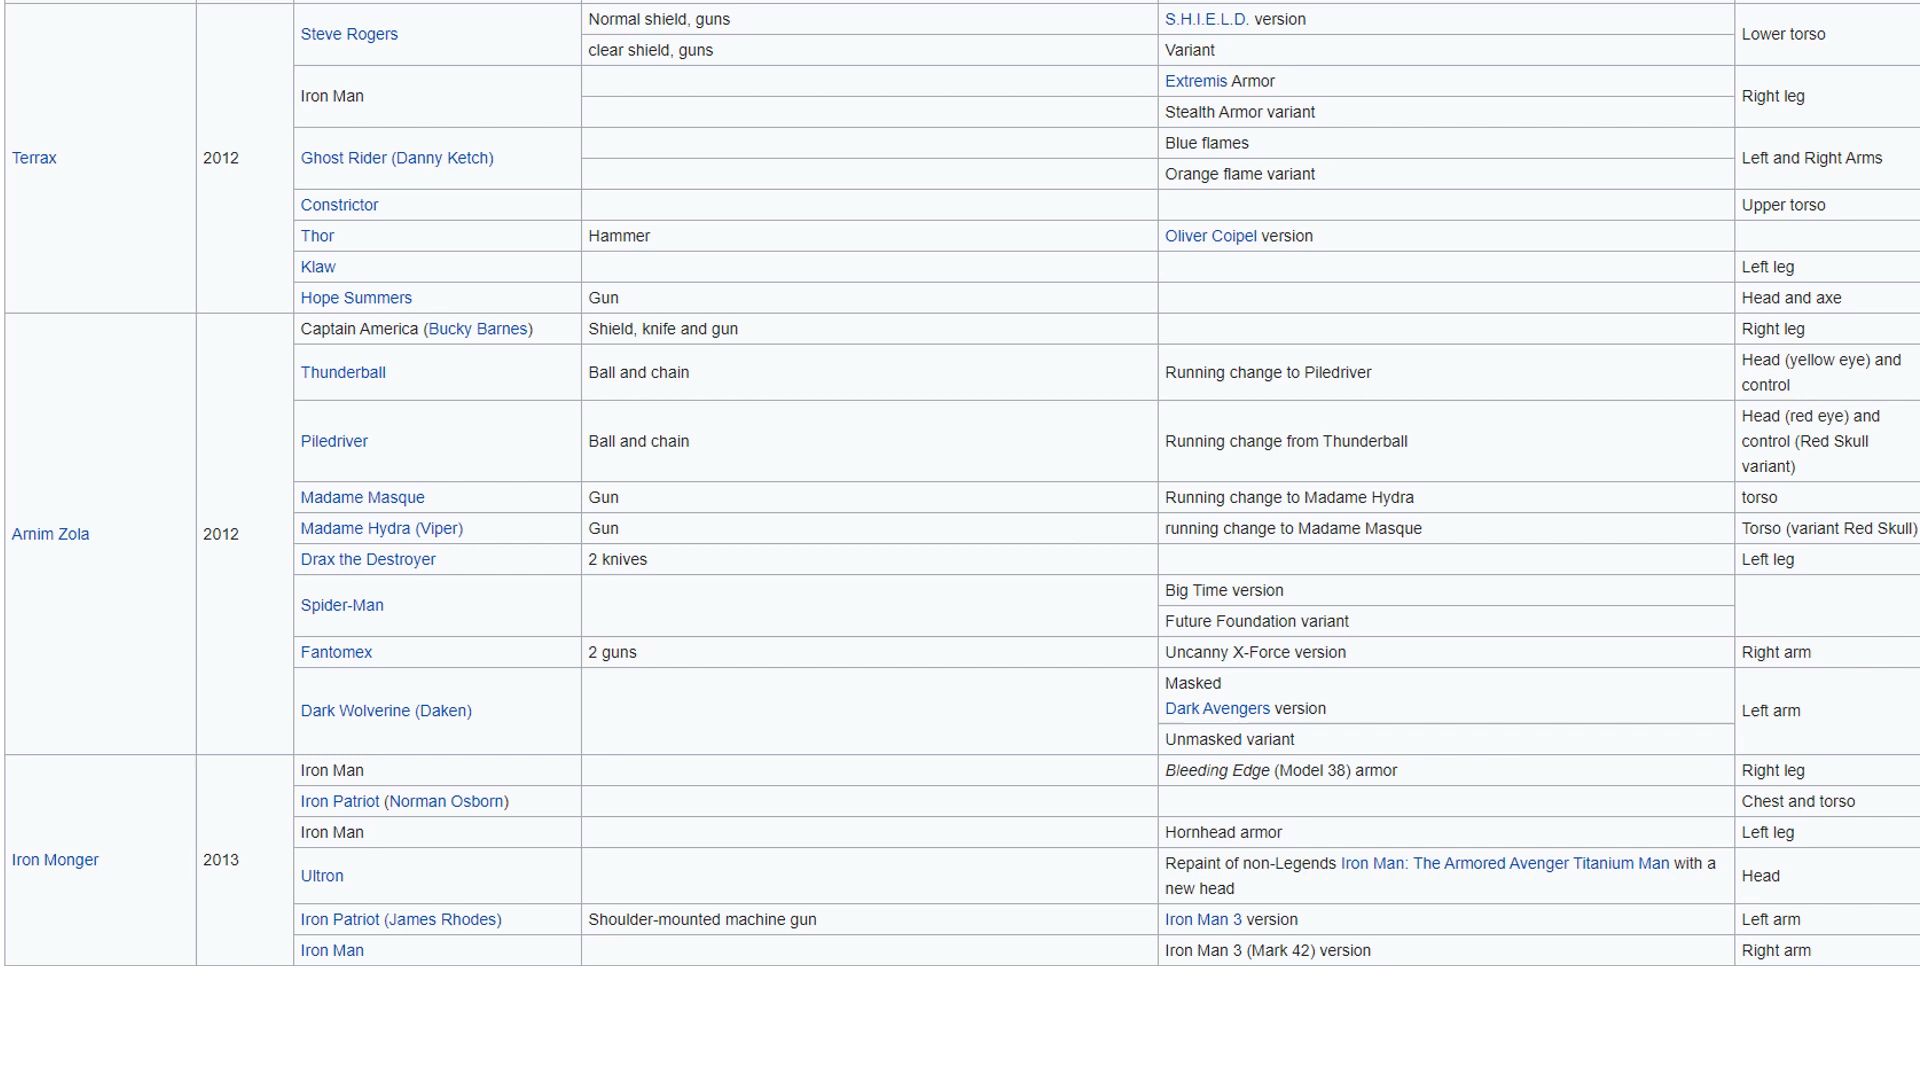 Terrax
2012
Steve Rogers
Normal shield, guns
S.H.I.E.L.D. version
Lower torso
clear shield, guns
Variant
Iron Man
Extremis Armor
Right leg
Stealth Armor variant
Ghost Rider (Danny Ketch)
Blue flames
Left and Right Arms
Orange flame variant
Constrictor
Upper torso
Thor
Hammer
Oliver Coipel version
Klaw
Left leg
Hope Summers
Gun
Head and axe
Arnim Zola
2012
Captain America (Bucky Barnes)
Shield, knife and gun
Right leg
Thunderball
Ball and chain
Running change to Piledriver
Head (yellow eye) and
control
Piledriver
Ball and chain
Running change from Thunderball
Head (red eye) and
control (Red Skull
variant)
Madame Masque
Gun
Running change to Madame Hydra
torso
Madame Hydra (Viper)
Gun
running change to Madame Masque
Torso (variant Red Skull)
Drax the Destroyer
2 knives
Left leg
Spider-Man
Big Time version
Future Foundation variant
Fantomex
2 guns
Uncanny X-Force version
Right arm
Dark Wolverine (Daken)
Masked
Dark Avengers version
Left arm
Unmasked variant
Iron Monger
2013
Iron Man
Bleeding Edge (Model 38) armor
Right leg
Iron Patriot (Norman Osborn)
Chest and torso
Iron Man
Hornhead armor
Left leg
Ultron
Repaint of non-Legends Iron Man: The Armored Avenger Titanium Man with a
new head
Head
Iron Patriot (James Rhodes)
Shoulder-mounted machine gun
Iron Man 3 version
Left arm
Iron Man
Iron Man 3 (Mark 42) version
Right arm